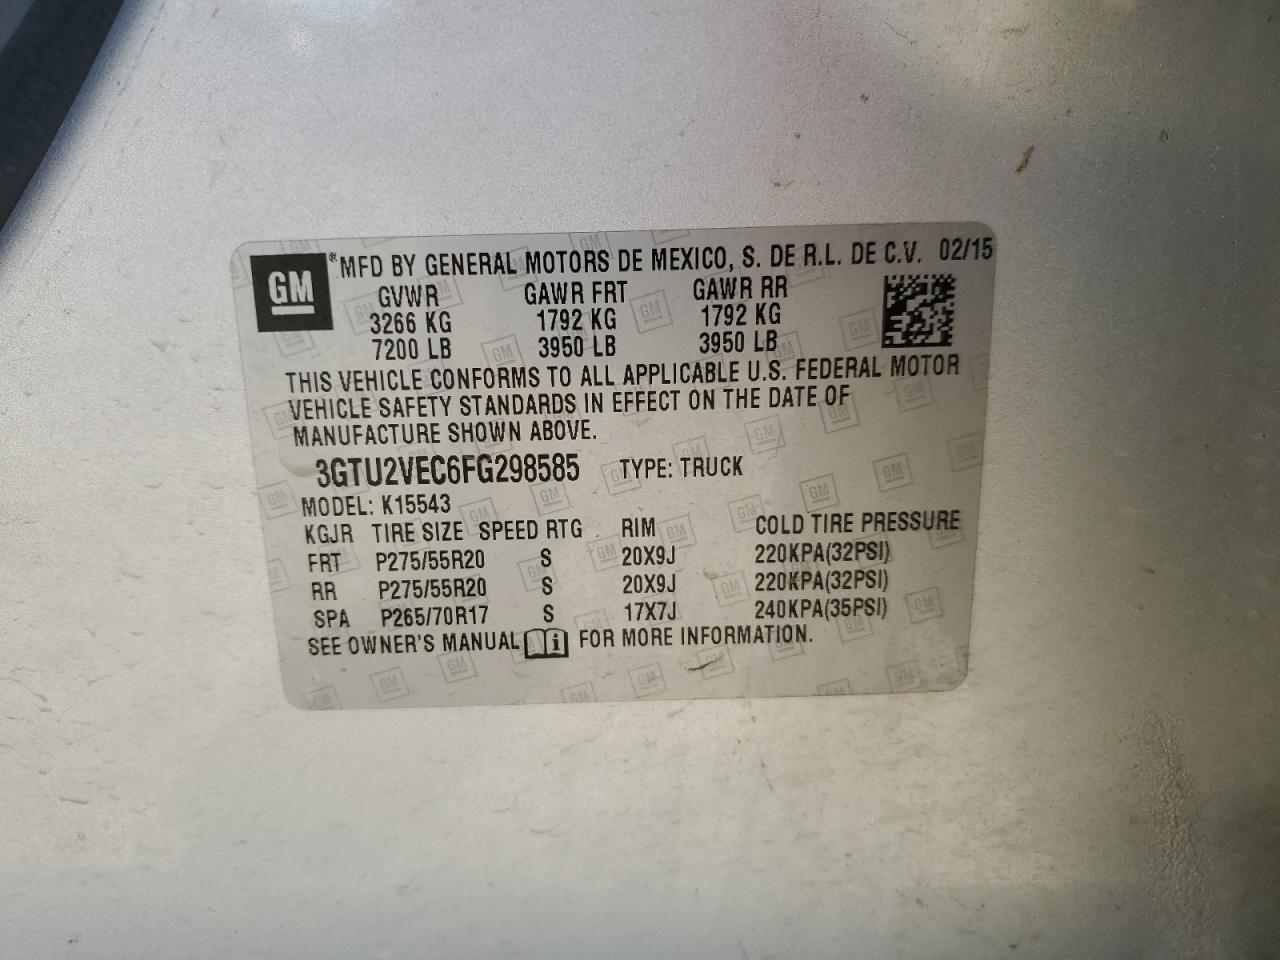 GM
®MFD BY GENERAL MOTORS DE MEXICO, S. DE R.L. DE C.V. 02/15
GVWR GAWR FRT GAWR RR
3266 KG 1792 KG 1792 KG
7200 LB 3950 LB 3950 LB
THIS VEHICLE CONFORMS TO ALL APPLICABLE U.S. FEDERAL MOTOR
VEHICLE SAFETY STANDARDS IN EFFECT ON THE DATE OF
MANUFACTURE SHOWN ABOVE.
3GTU2VEC6FG298585 TYPE: TRUCK
MODEL: K15543
KGJR TIRE SIZE SPEED RTG RIM COLD TIRE PRESSURE
FRT P275/55R20 S 20X9J 220KPA(32PSI)
RR P275/55R20 S 20X9J 220KPA(32PSI)
SPA P265/70R17 S 17X7J 240KPA(35PSI)
SEE OWNER'S MANUAL i FOR MORE INFORMATION.